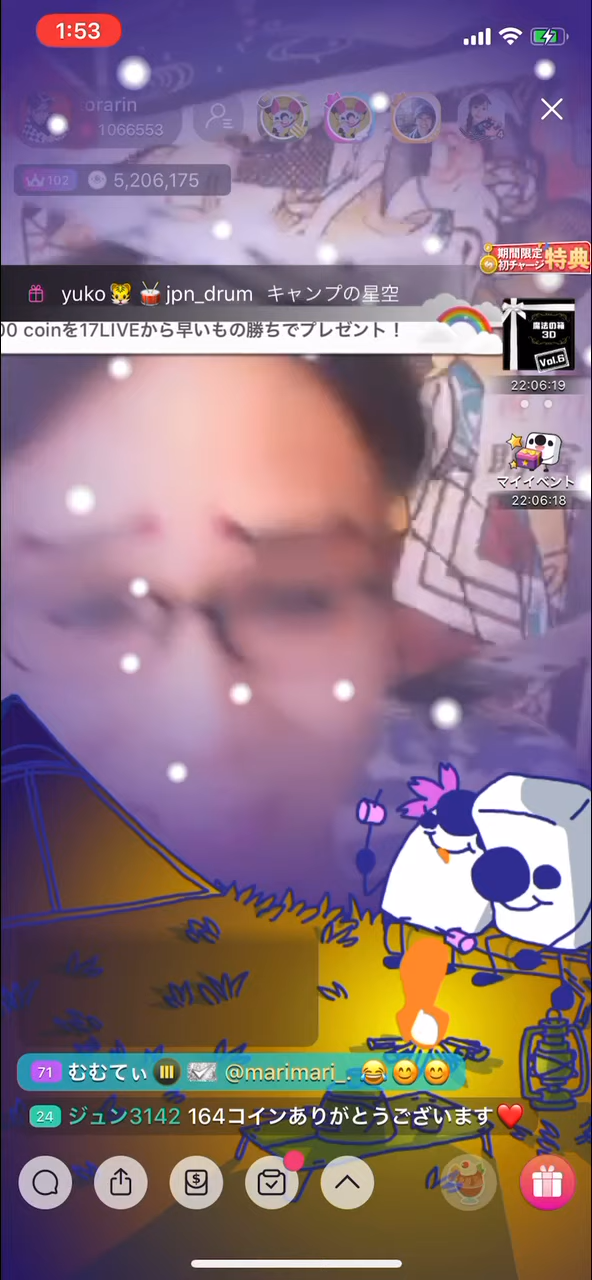 1:53
orarin
1066553
102
5,206,175
期間限定
初チャージ特典
yuko🐯🥁jpn_drum キャンプの星空
00 coinを17LIVEから早いもの勝ちでプレゼント!
魔法の箱
3D
Vol.6
22:06:19
マイイベント
22:06:18
71 むむてぃ @marimari_. 😂😊😊
24 ジュン3142 164コインありがとうございます❤️